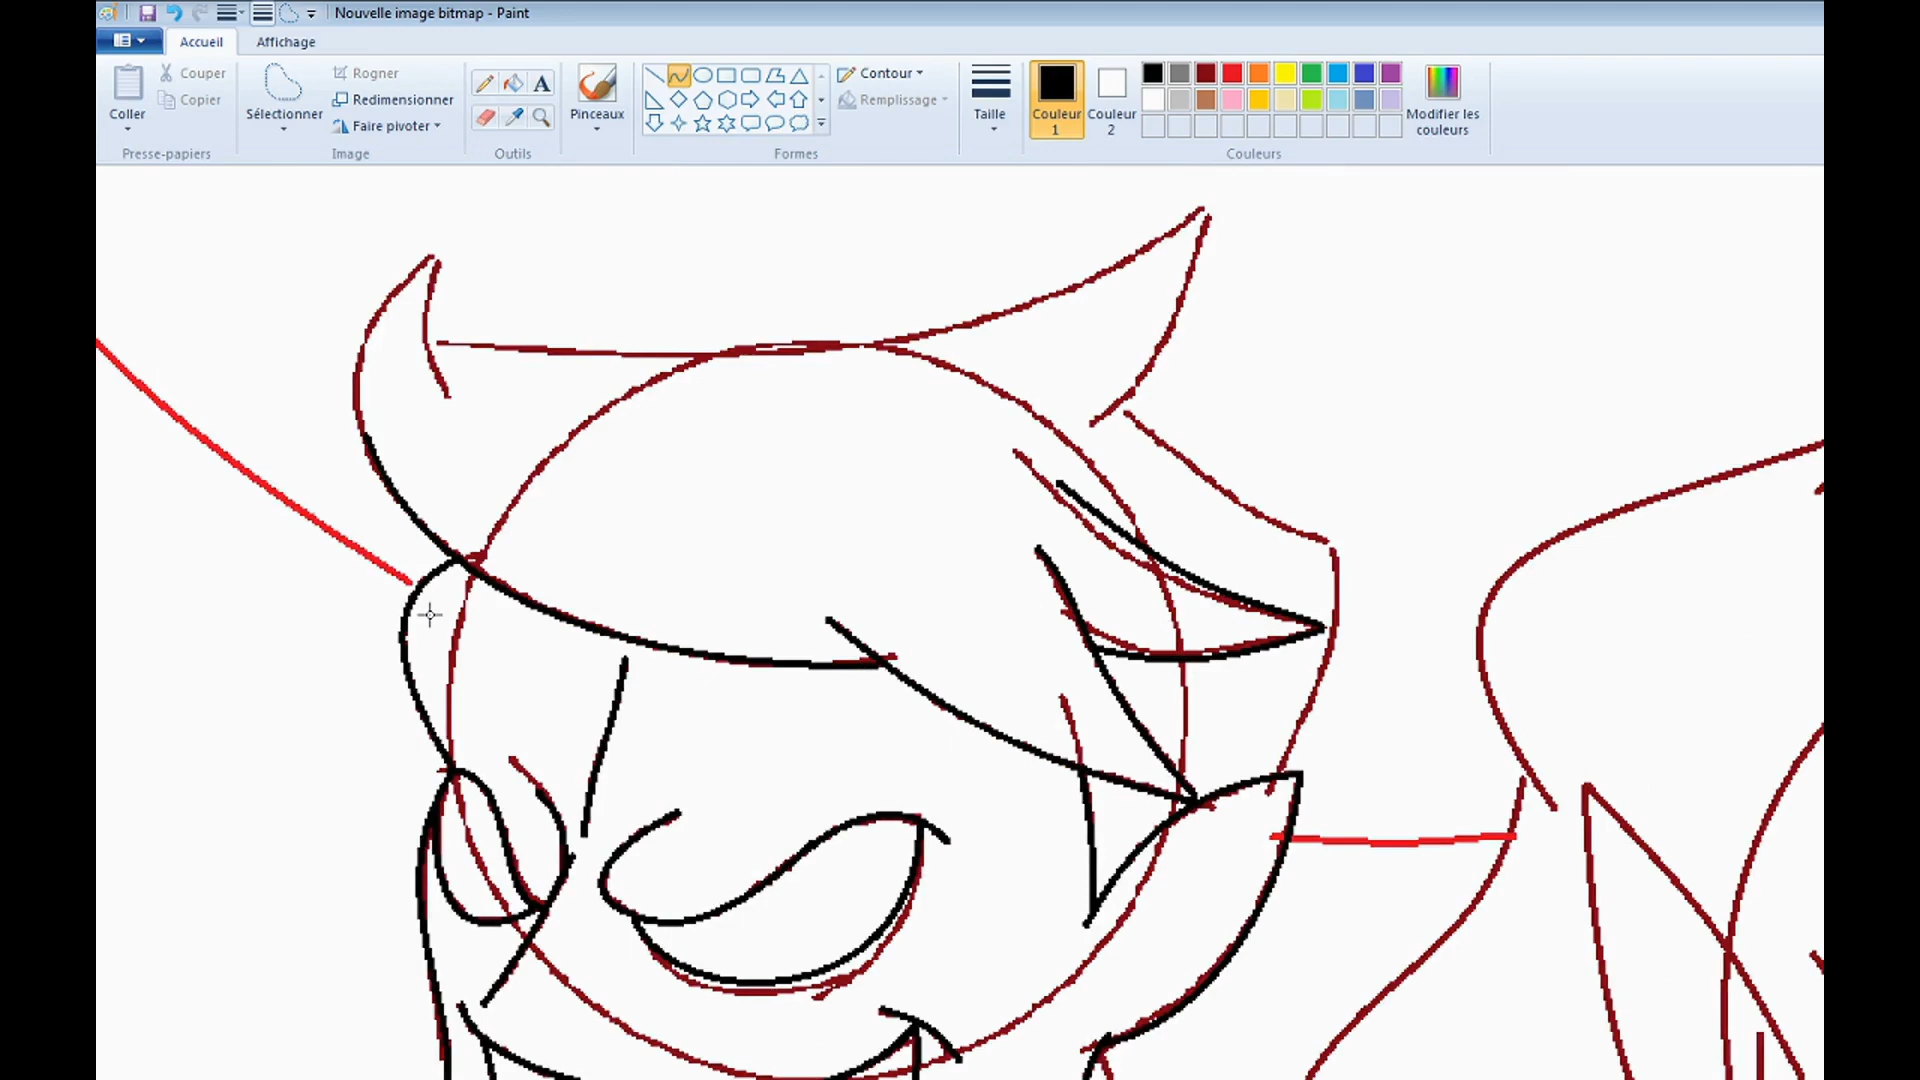 Nouvelle image bitmap - Paint
Accueil
Affichage
Coller
Couper
Copier
Presse-papiers
Sélectionner
Rogner
Redimensionner
Faire pivoter
Image
A
Outils
Pinceaux
Contour
Remplissage
Formes
Taille
Couleur
1
Couleur
2
Modifier les
couleurs
Couleurs